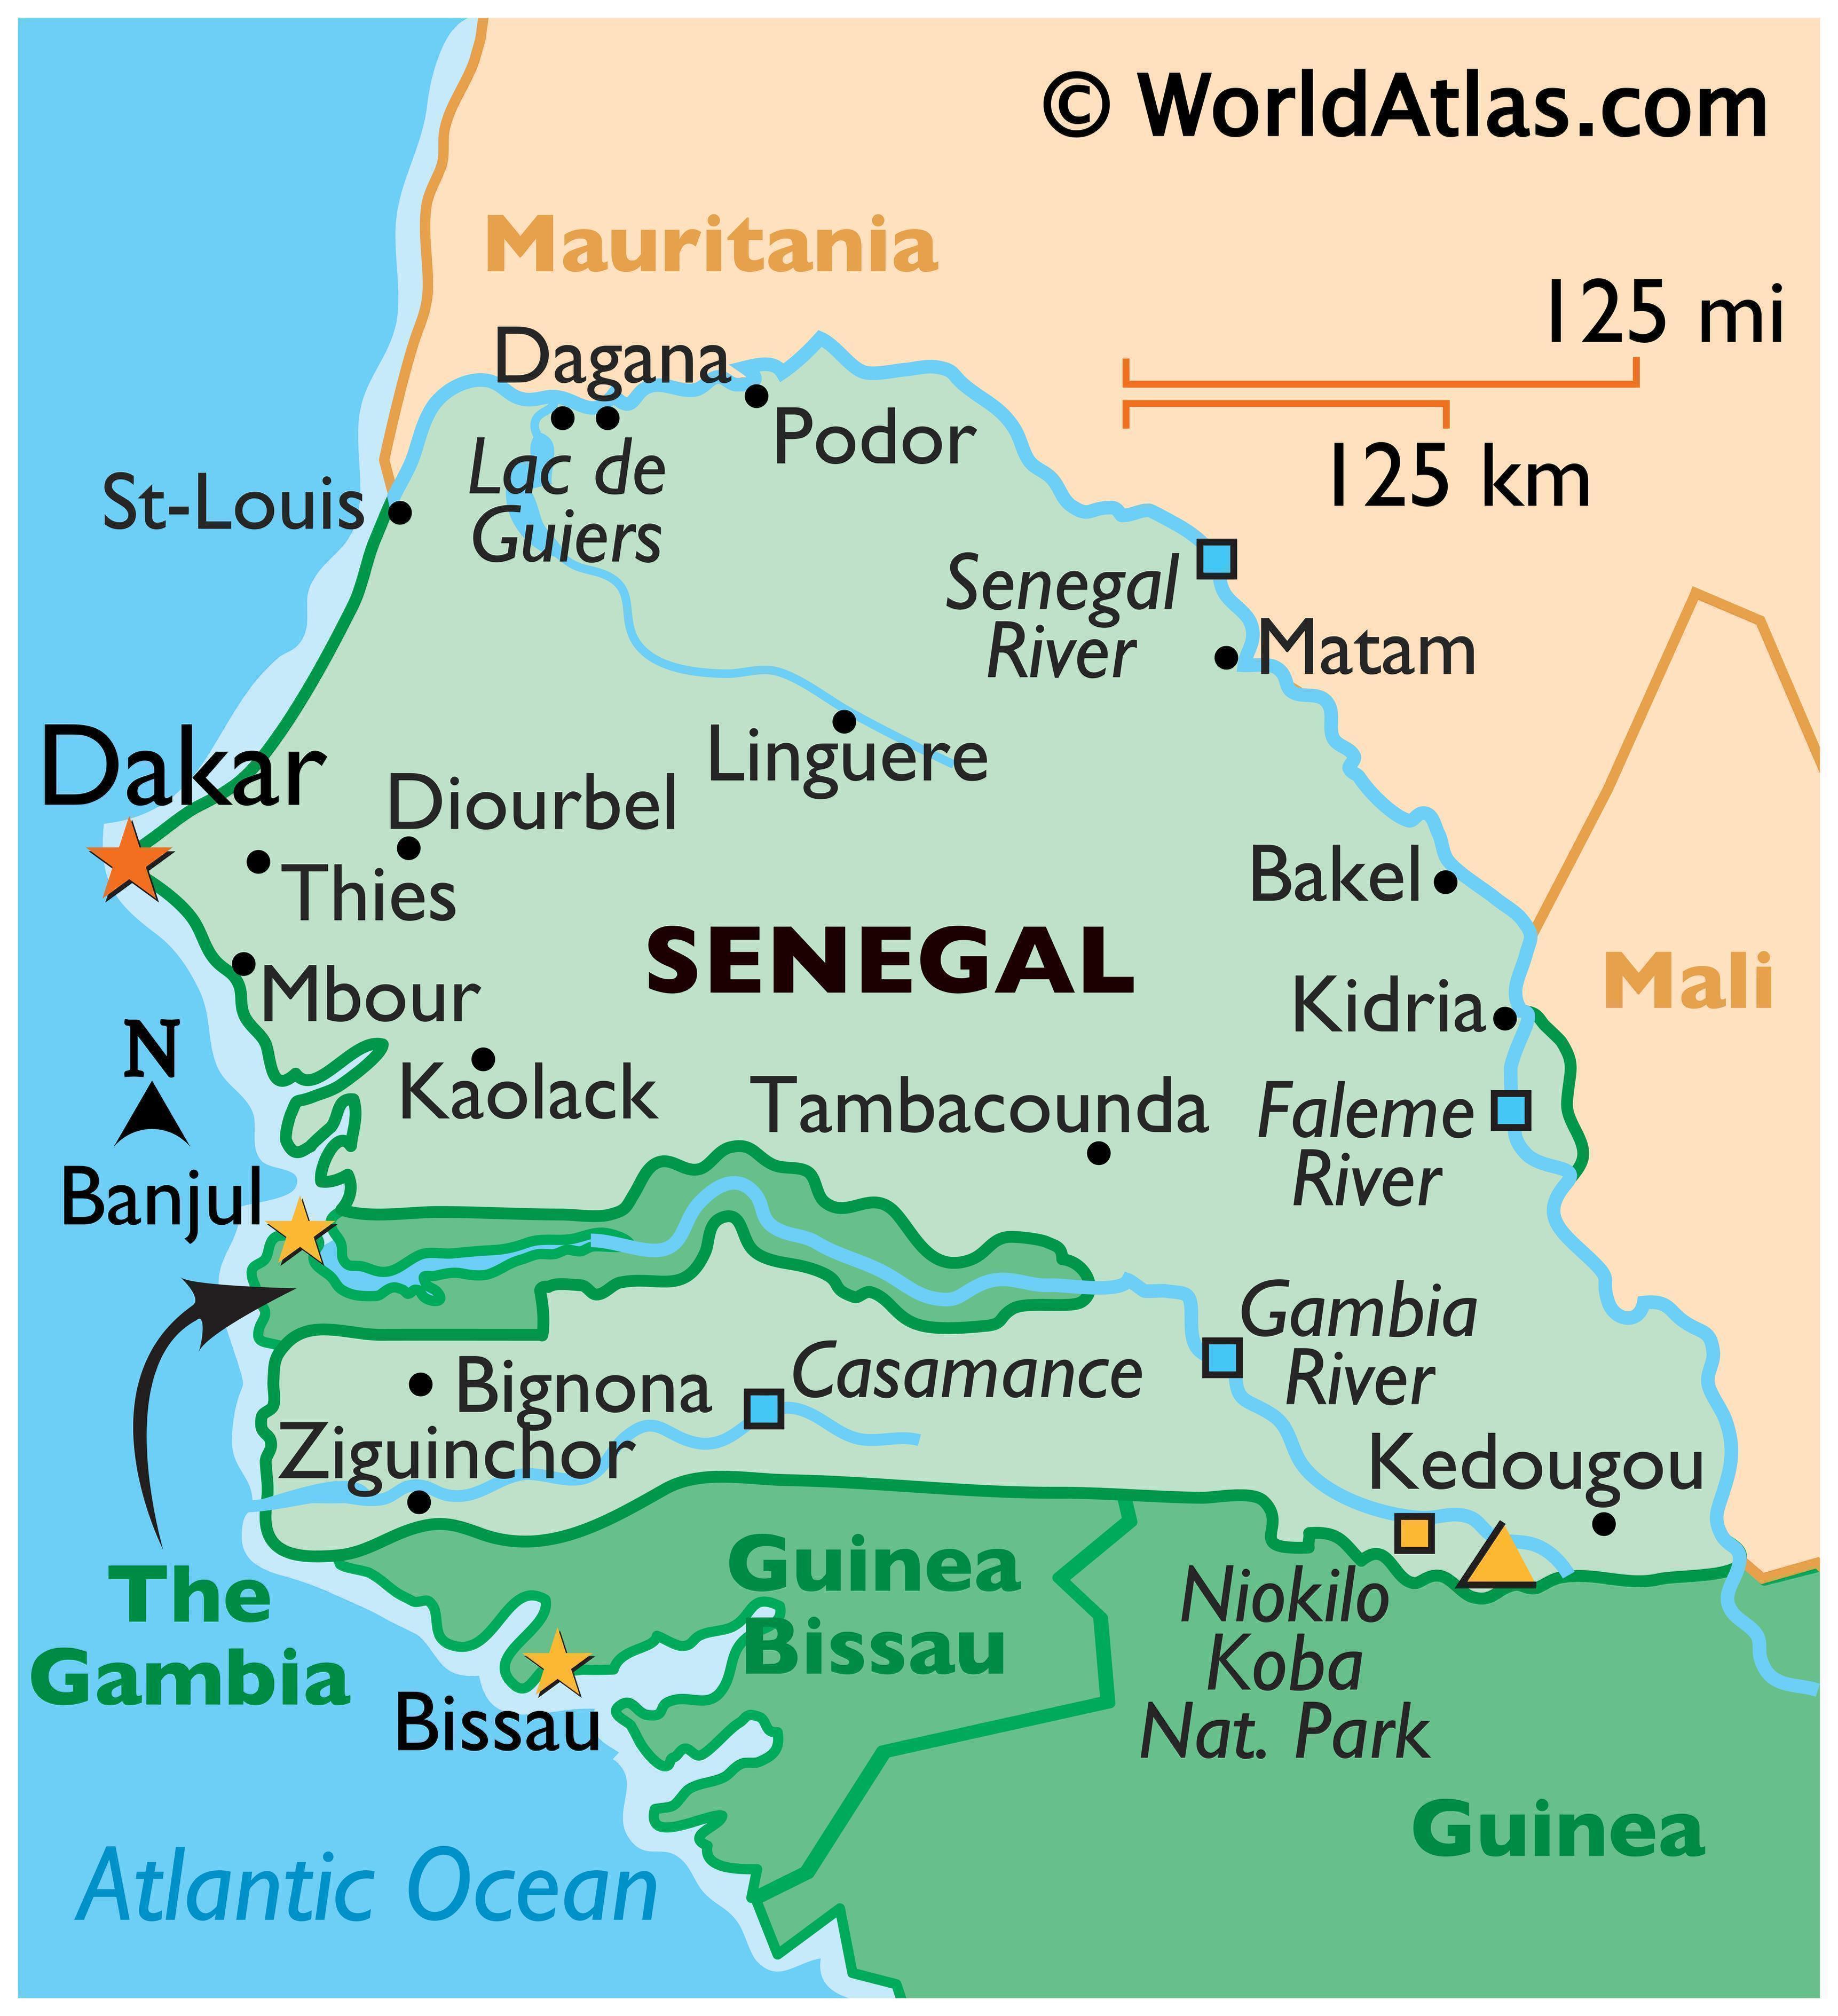 © WorldAtlas.com
Mauritania
125 mi
125 km
Dagana
Podor
Lac de
Guiers
St-Louis
Senegal
River
Matam
Linguere
Dakar
Diourbel
Thies
Bakel
SENEGAL
Mali
Mbour
Kidria
N
Kaolack
Tambacounda
Faleme
River
Banjul
Gambia
River
Casamance
Bignona
Ziguinchor
Kedougou
Guinea
Bissau
The
Gambia
Niokilo
Koba
Nat. Park
Bissau
Guinea
Atlantic Ocean